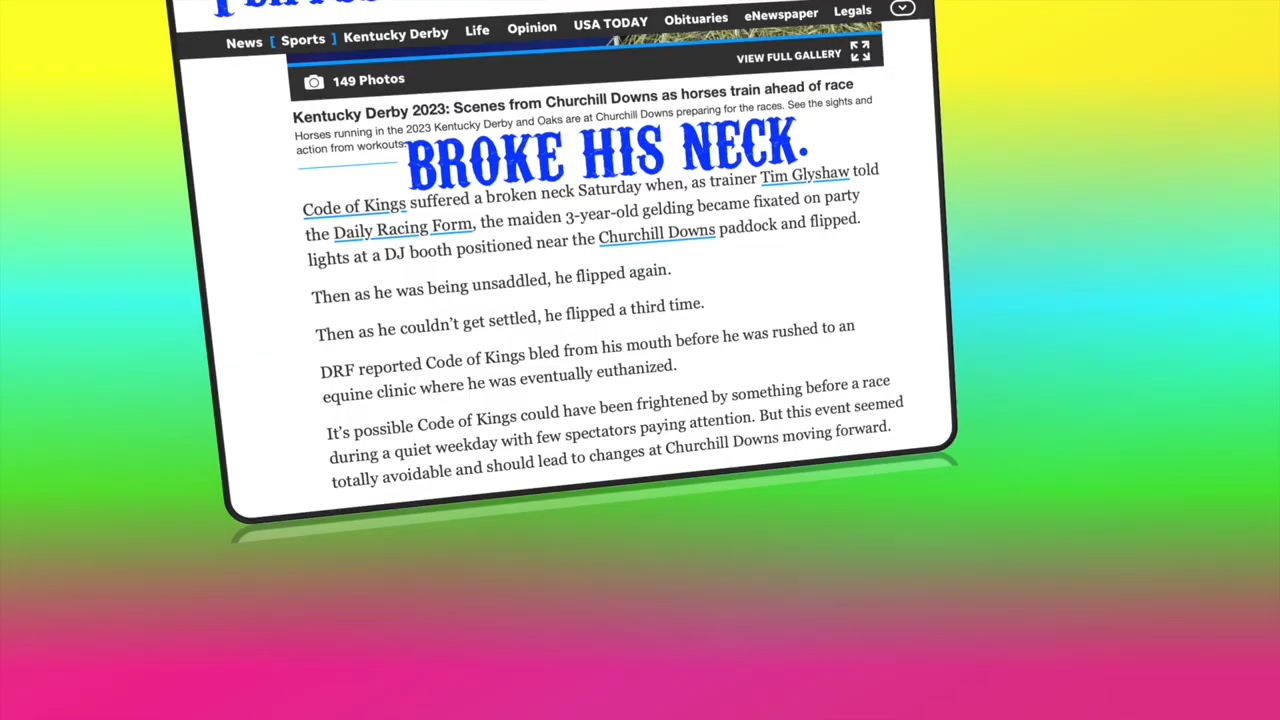 News [ Sports ] Kentucky Derby Life Opinion USA TODAY Obituaries eNewspaper Legals
149 Photos VIEW FULL GALLERY
Kentucky Derby 2023: Scenes from Churchill Downs as horses train ahead of race
Horses running in the 2023 Kentucky Derby and Oaks are at Churchill Downs preparing for the races. See the sights and
action from workouts.
BROKE HIS NECK.
Code of Kings suffered a broken neck Saturday when, as trainer Tim Glyshaw told
the Daily Racing Form, the maiden 3-year-old gelding became fixated on party
lights at a DJ booth positioned near the Churchill Downs paddock and flipped.
Then as he was being unsaddled, he flipped again.
Then as he couldn't get settled, he flipped a third time.
DRF reported Code of Kings bled from his mouth before he was rushed to an
equine clinic where he was eventually euthanized.
It's possible Code of Kings could have been frightened by something before a race
during a quiet weekday with few spectators paying attention. But this event seemed
totally avoidable and should lead to changes at Churchill Downs moving forward.